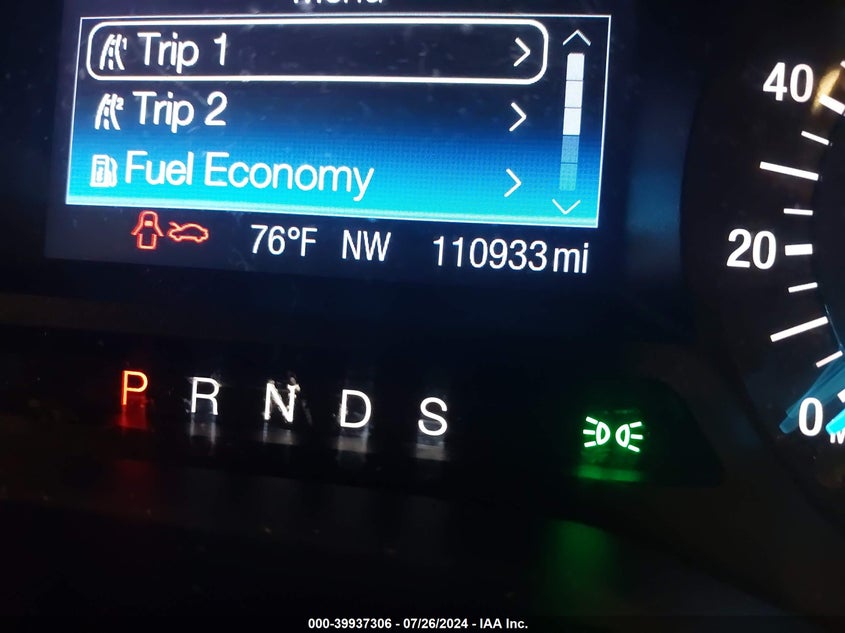 Menu
Trip 1
Trip 2
Fuel Economy
76°F NW 110933 mi
P R N D S
40
20
0
000-39937306 - 07/26/2024 - IAA Inc.